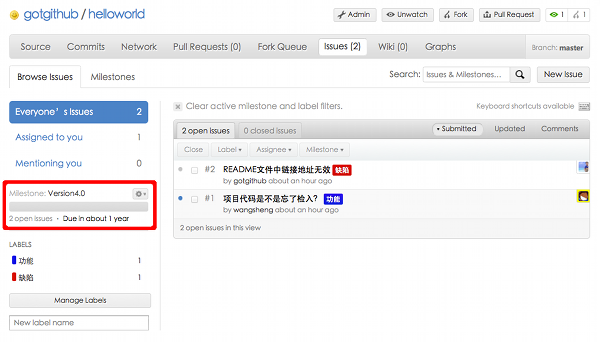 gotgithub / helloworld
Admin Unwatch Fork Pull Request 1 1
Source Commits Network Pull Requests (0) Fork Queue Issues (2) Wiki (0) Graphs Branch: master
Browse Issues Milestones Search: Issues & Milestones... New Issue
Everyone's Issues 2
Assigned to you 1
Mentioning you 0
Milestone: Version4.0
2 open issues • Due in about 1 year
LABELS
功能 1
缺陷 1
Manage Labels
New label name
Clear active milestone and label filters. Keyboard shortcuts available
2 open issues 0 closed issues Submitted Updated Comments
Close Label Assignee Milestone
#2 README文件中链接地址无效 缺陷
by gotgithub about an hour ago
#1 项目代码是不是忘了检入? 功能
by wangsheng about an hour ago
2 open issues in this view